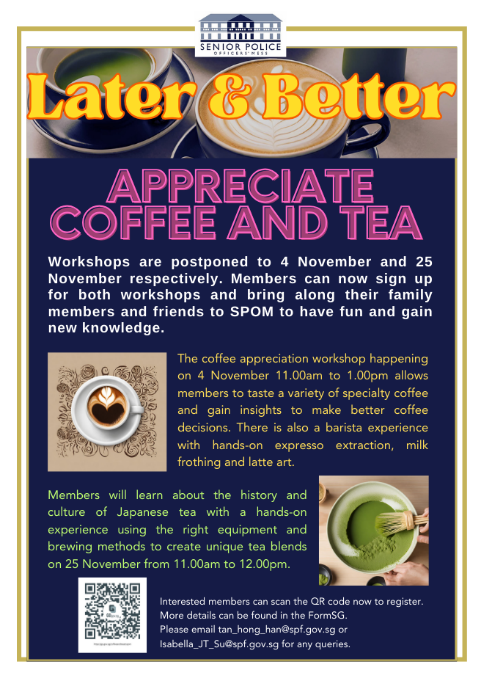 SENIOR POLICE
OFFICERS' MESS
Later & Better
APPRECIATE
COFFEE AND TEA
Workshops are postponed to 4 November and 25
November respectively. Members can now sign up
for both workshops and bring along their family
members and friends to SPOM to have fun and gain
new knowledge.
The coffee appreciation workshop happening
on 4 November 11.00am to 1.00pm allows
members to taste a variety of specialty coffee
and gain insights to make better coffee
decisions. There is also a barista experience
with hands-on expresso extraction, milk
frothing and latte art.
Members will learn about the history and
culture of Japanese tea with a hands-on
experience using the right equipment and
brewing methods to create unique tea blends
on 25 November from 11.00am to 12.00pm.
Interested members can scan the QR code now to register.
More details can be found in the FormSG.
Please email tan_hong_han@spf.gov.sg or
Isabella_JT_Su@spf.gov.sg for any queries.